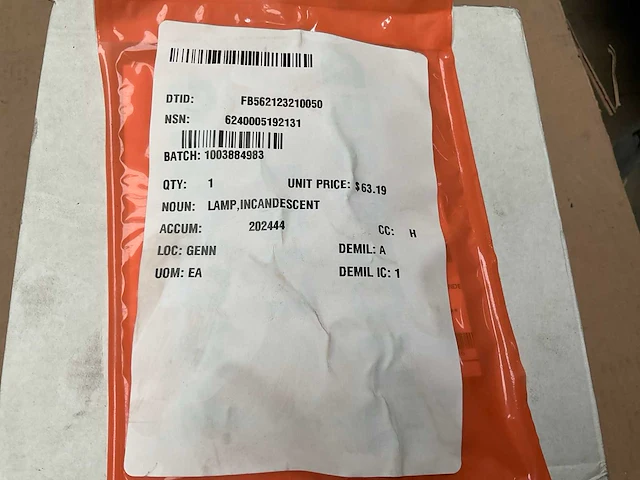 DTID: FB562123210050
NSN: 6240005192131
BATCH: 1003884983
QTY: 1 UNIT PRICE: $63.19
NOUN: LAMP,INCANDESCENT
ACCUM: 202444 CC: H
LOC: GENN DEMIL: A
UOM: EA DEMIL IC: 1